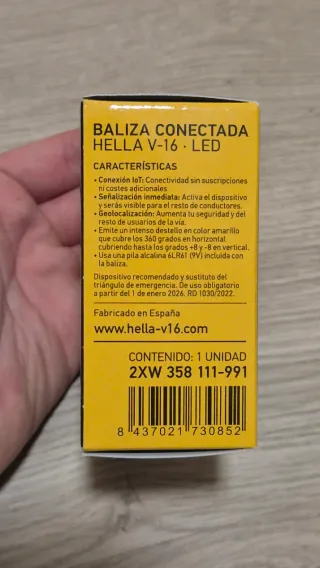 BALIZA CONECTADA
HELLA V-16 · LED
CARACTERÍSTICAS
• Conexión IoT: Conectividad sin suscripciones
ni costes adicionales
• Señalización inmediata: Activa el dispositivo
y serás visible para el resto de conductores.
• Geolocalización: Aumenta tu seguridad y del
resto de usuarios de la vía.
• Emite un intenso destello en color amarillo
que cubre los 360 grados en horizontal
cubriendo hasta los grados +8 y -8 en vertical.
• Usa una pila alcalina 6LR61 (9V) incluida con
la baliza.
Dispositivo recomendado y sustituto del
triángulo de emergencia. De uso obligatorio
a partir del 1 de enero 2026. RD 1030/2022.
Fabricado en España
www.hella-v16.com
CONTENIDO: 1 UNIDAD
2XW 358 111-991
8 437021 730852